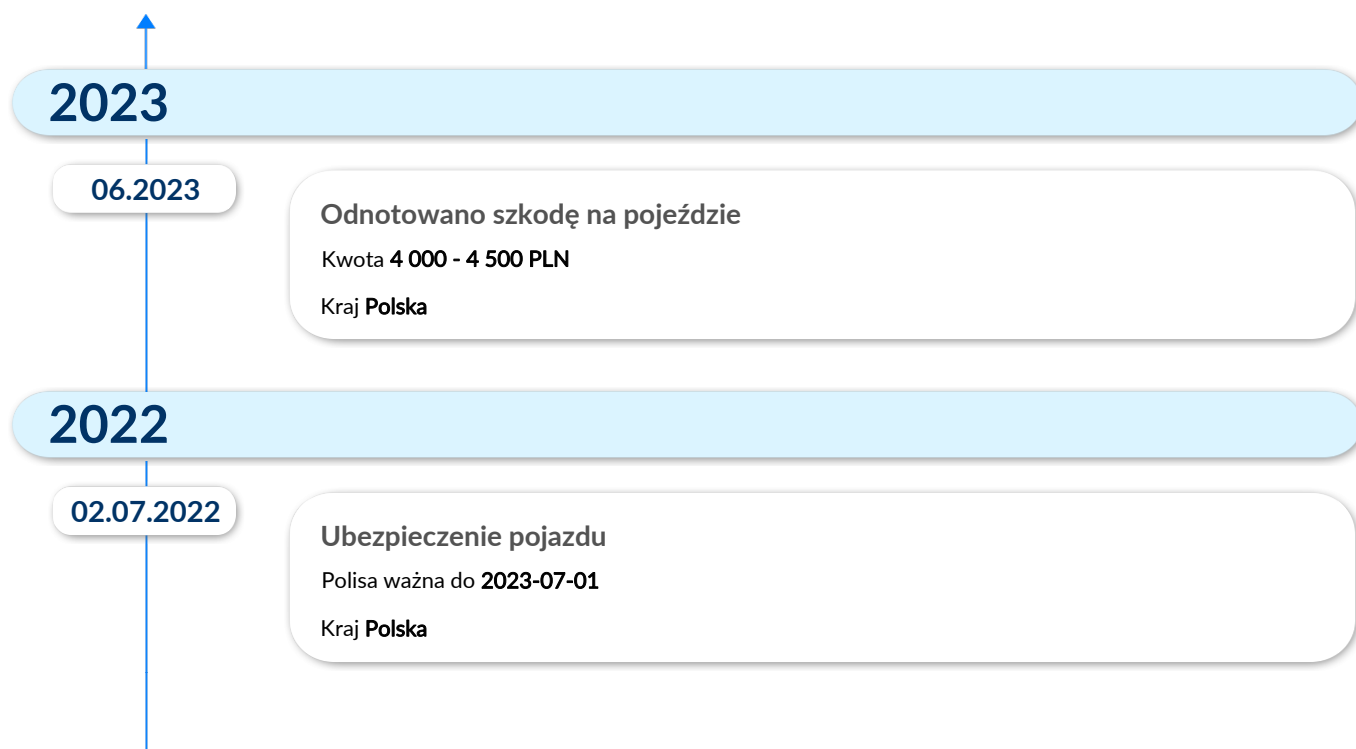 2023
06.2023
Odnotowano szkodę na pojeździe
Kwota 4 000 - 4 500 PLN
Kraj Polska
2022
02.07.2022
Ubezpieczenie pojazdu
Polisa ważna do 2023-07-01
Kraj Polska